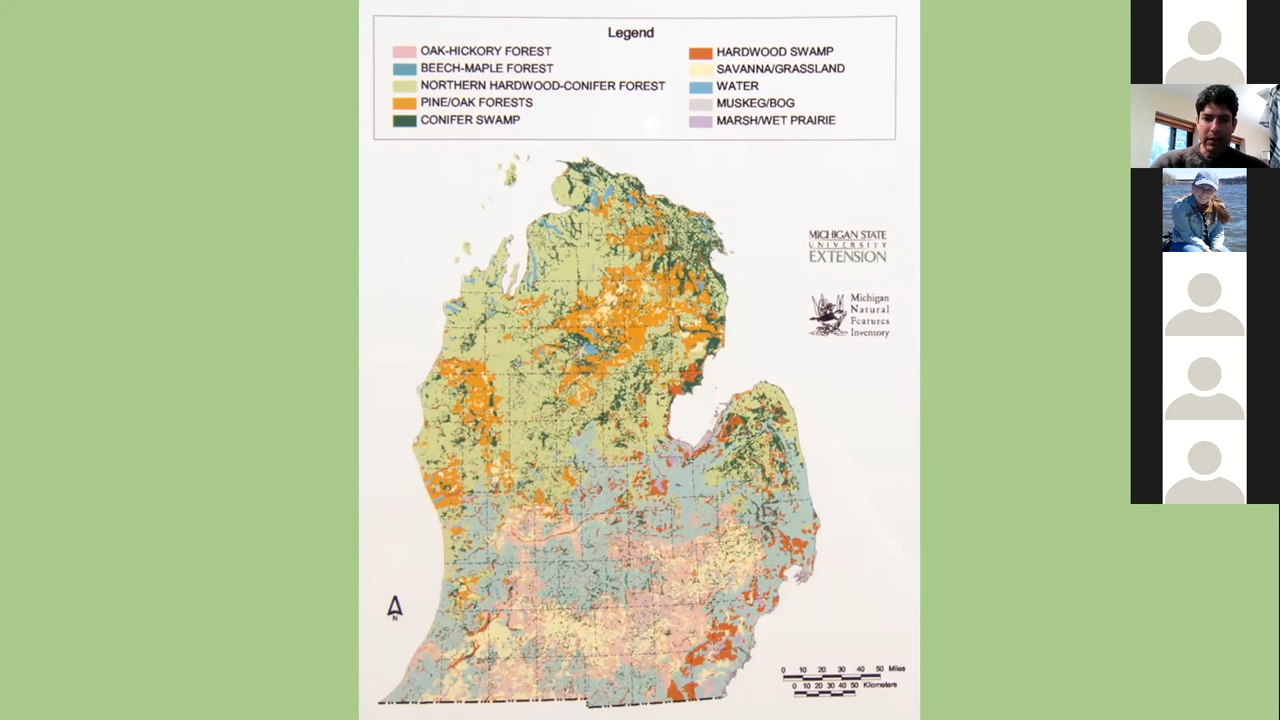 Legend
OAK-HICKORY FOREST
BEECH-MAPLE FOREST
NORTHERN HARDWOOD-CONIFER FOREST
PINE/OAK FORESTS
CONIFER SWAMP
HARDWOOD SWAMP
SAVANNA/GRASSLAND
WATER
MUSKEG/BOG
MARSH/WET PRAIRIE
MICHIGAN STATE
UNIVERSITY
EXTENSION
Michigan
Natural
Features
Inventory
N
0 10 20 30 40 50 Miles
0 10 20 30 40 50 Kilometers